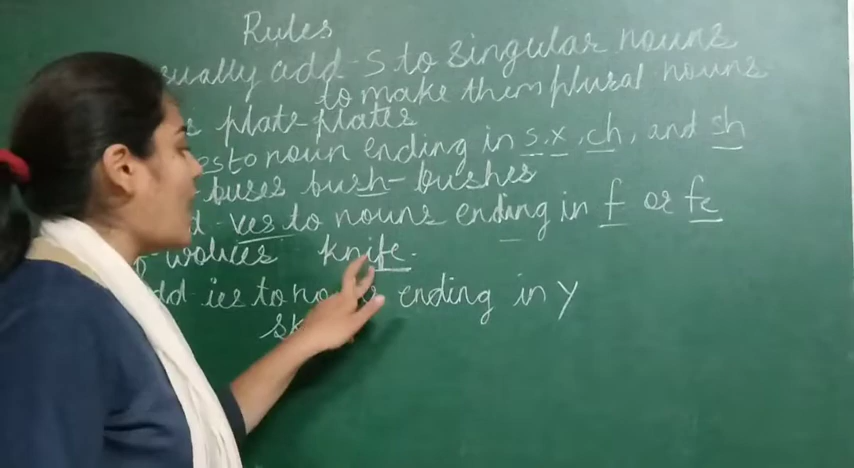 Rules
sually add-s to singular nouns
to make them plural nouns
s plate-plates
es to noun ending in s,x,ch, and sh
buses bush-bushes
d ves to nouns ending in f or fe
f-wolves knife-
dd ies to no s ending in y
sk